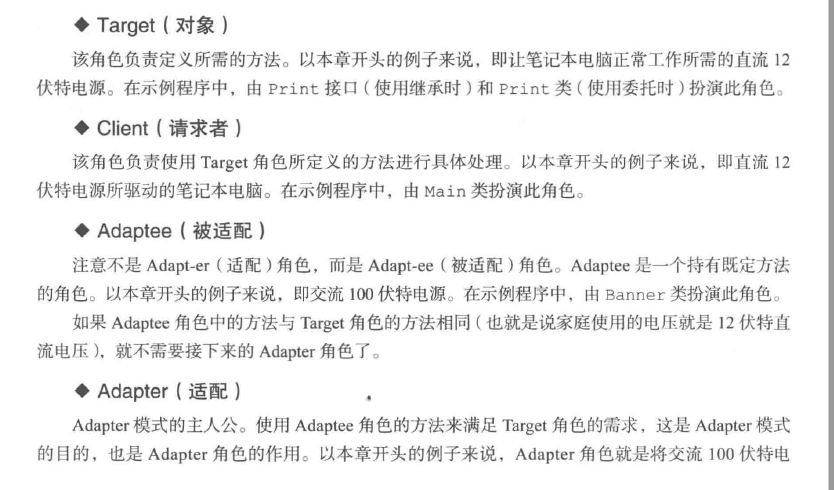 ◆ Target（对象）
该角色负责定义所需的方法。以本章开头的例子来说，即让笔记本电脑正常工作所需的直流 12
伏特电源。在示例程序中，由 Print 接口（使用继承时）和 Print 类（使用委托时）扮演此角色。
◆ Client（请求者）
该角色负责使用 Target 角色所定义的方法进行具体处理。以本章开头的例子来说，即直流 12
伏特电源所驱动的笔记本电脑。在示例程序中，由 Main 类扮演此角色。
◆ Adaptee（被适配）
注意不是 Adapt-er（适配）角色，而是 Adapt-ee（被适配）角色。Adaptee 是一个持有既定方法
的角色。以本章开头的例子来说，即交流 100 伏特电源。在示例程序中，由 Banner 类扮演此角色。
如果 Adaptee 角色中的方法与 Target 角色的方法相同（也就是说家庭使用的电压就是 12 伏特直
流电压），就不需要接下来的 Adapter 角色了。
◆ Adapter（适配）
Adapter 模式的主人公。使用 Adaptee 角色的方法来满足 Target 角色的需求，这是 Adapter 模式
的目的，也是 Adapter 角色的作用。以本章开头的例子来说，Adapter 角色就是将交流 100 伏特电